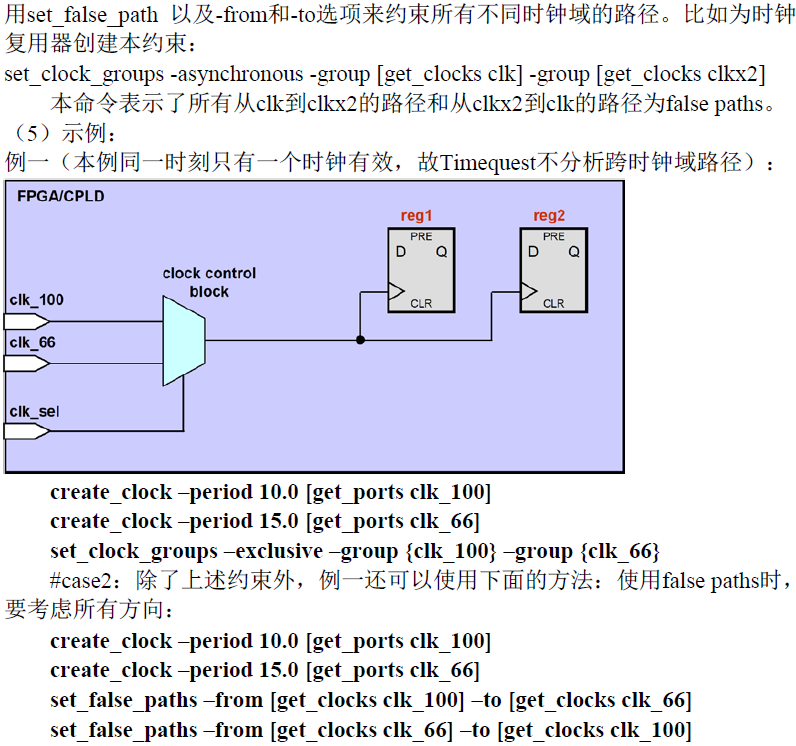 用set_false_path 以及-from和-to选项来约束所有不同时钟域的路径。比如为时钟
复用器创建本约束：
set_clock_groups -asynchronous -group [get_clocks clk] -group [get_clocks clkx2]
本命令表示了所有从clk到clkx2的路径和从clkx2到clk的路径为false paths。
（5）示例：
例一（本例同一时刻只有一个时钟有效，故Timequest不分析跨时钟域路径）：
FPGA/CPLD
reg1
reg2
PRE
PRE
D
Q
D
Q
clock control
block
clk_100
CLR
CLR
clk_66
clk_sel
create_clock –period 10.0 [get_ports clk_100]
create_clock –period 15.0 [get_ports clk_66]
set_clock_groups –exclusive –group {clk_100} –group {clk_66}
#case2：除了上述约束外，例一还可以使用下面的方法：使用false paths时，
要考虑所有方向：
create_clock –period 10.0 [get_ports clk_100]
create_clock –period 15.0 [get_ports clk_66]
set_false_paths –from [get_clocks clk_100] –to [get_clocks clk_66]
set_false_paths –from [get_clocks clk_66] –to [get_clocks clk_100]